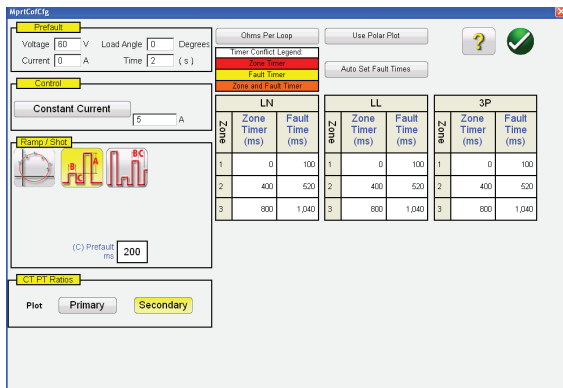 MprtCofCfg
Prefault
Voltage 60 V Load Angle 0 Degrees
Current 0 A Time 2 ( s )
Control
Constant Current
5 A
Ramp / Shot
B A C
B C
(C) Prefault ms 200
CT PT Ratios
Plot Primary Secondary
Ohms Per Loop
Use Polar Plot
?
Timer Conflict Legend:
Zone Timer
Fault Timer
Zone and Fault Timer
Auto Set Fault Times
LN
Zone Zone Timer (ms) Fault Time (ms)
1 0 100
2 400 520
3 800 1,040
LL
Zone Zone Timer (ms) Fault Time (ms)
1 0 100
2 400 520
3 800 1,040
3P
Zone Zone Timer (ms) Fault Time (ms)
1 0 100
2 400 520
3 800 1,040